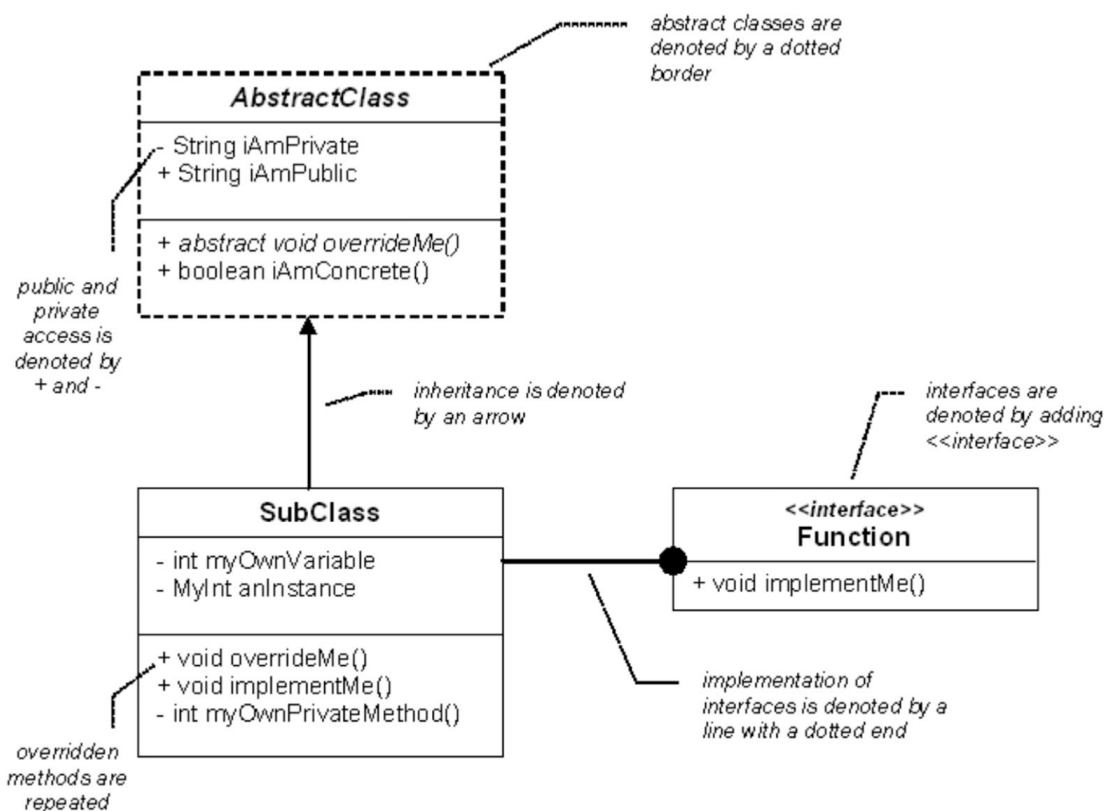 abstract classes are
denoted by a dotted
border
AbstractClass
- String iAmPrivate
+ String iAmPublic
+ abstract void overrideMe()
+ boolean iAmConcrete()
public and
private
access is
denoted by
+ and -
inheritance is denoted
by an arrow
interfaces are
denoted by adding
<<interface>>
SubClass
- int myOwnVariable
- MyInt anInstance
+ void overrideMe()
+ void implementMe()
- int myOwnPrivateMethod()
<<interface>>
Function
+ void implementMe()
implementation of
interfaces is denoted by a
line with a dotted end
overridden
methods are
repeated